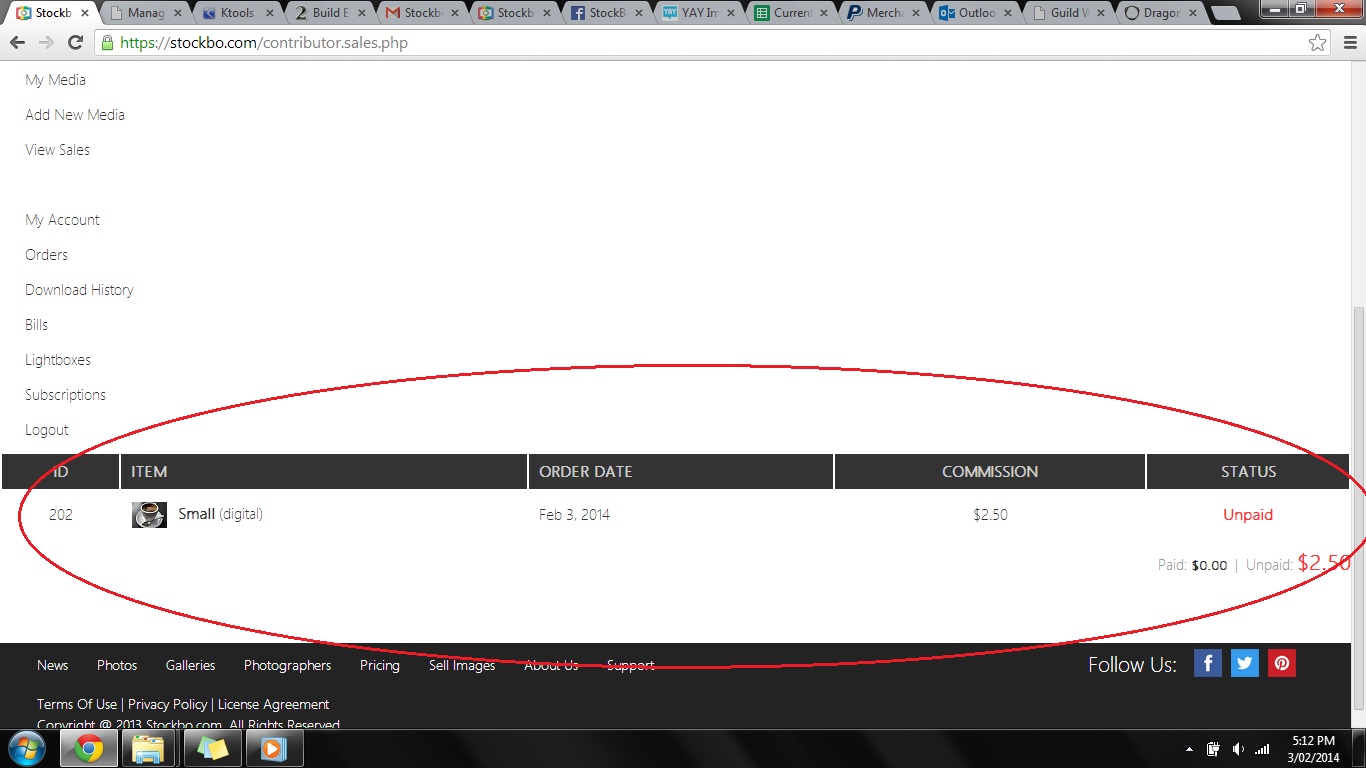 Stockb Manag Ktools 2 Build E Stockb Stockb f StockB YAY Im Current Mercha Outloo Guild W Dragor
https://stockbo.com/contributor.sales.php
My Media
Add New Media
View Sales
My Account
Orders
Download History
Bills
Lightboxes
Subscriptions
Logout
ID ITEM ORDER DATE COMMISSION STATUS
202 Small (digital) Feb 3, 2014 $2.50 Unpaid
Paid: $0.00 | Unpaid: $2.50
News Photos Galleries Photographers Pricing Sell Images About Us Support Follow Us:
Terms Of Use | Privacy Policy | License Agreement
Copyright @ 2013 Stockbo.com. All Rights Reserved
5:12 PM
3/02/2014